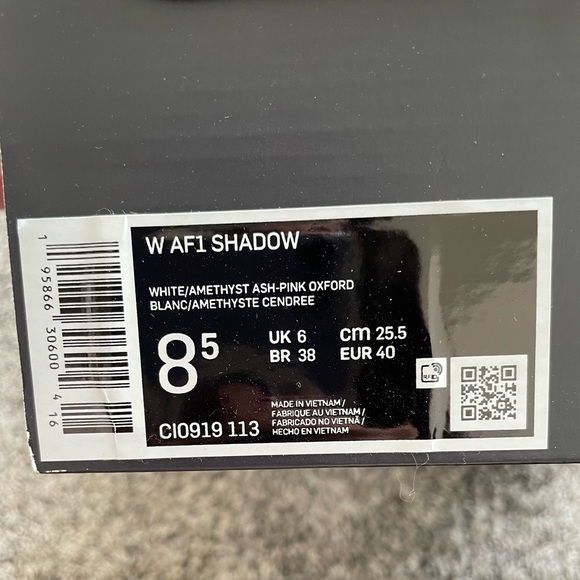 W AF1 SHADOW
WHITE/AMETHYST ASH-PINK OXFORD
BLANC/AMETHYSTE CENDREE
8⁵
UK 6 cm 25.5
BR 38 EUR 40
MADE IN VIETNAM /
FABRIQUE AU VIETNAM /
FABRICADO NO VIETNÃ /
HECHO EN VIETNAM
CI0919 113
1 95866 30600 4 16